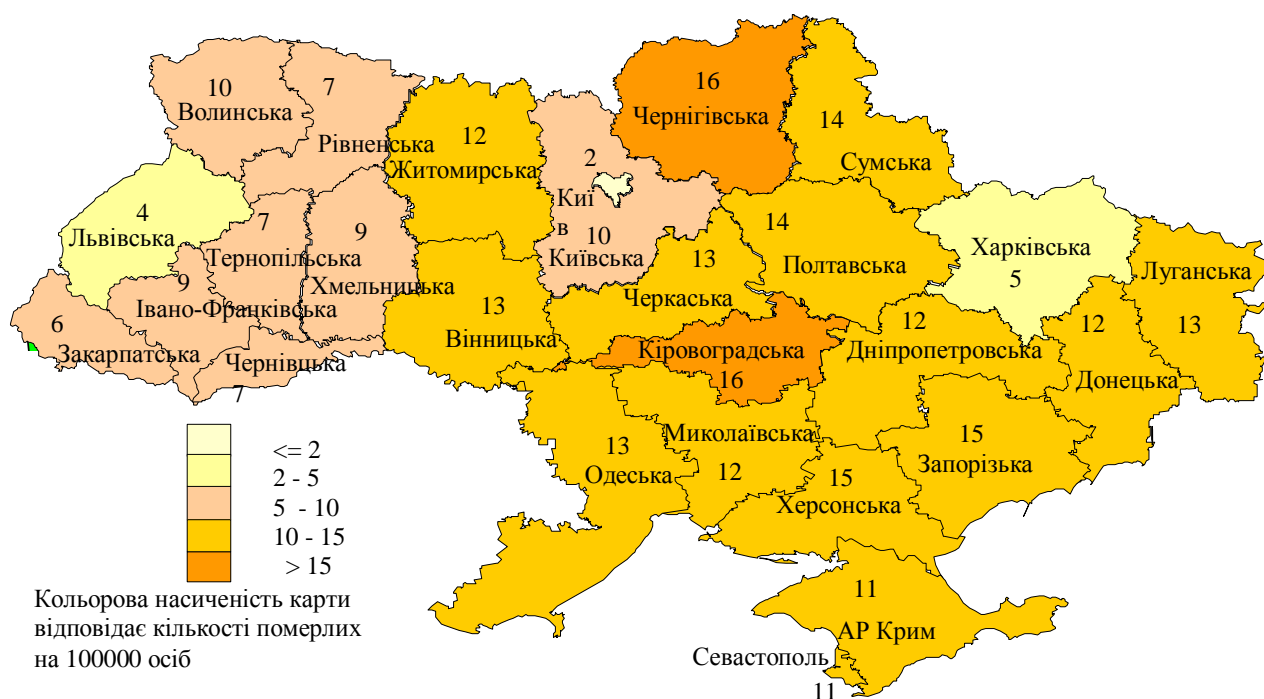 10
Волинська
7
Рівненська
12
Житомирська
2
Киї
в
10
Київська
16
Чернігівська
14
Сумська
4
Львівська
7
Тернопільська
9
Хмельницька
9
Івано-Франківська
6
Закарпатська
Чернівцька
7
13
Вінницька
13
Черкаська
14
Полтавська
Харківська
5
Луганська
13
Кіровоградська
16
12
Дніпропетровська
12
Донецька
13
Одеська
Миколаївська
12
15
Херсонська
15
Запорізька
11
АР Крим
Севастополь
11
<= 2
2 - 5
5 - 10
10 - 15
> 15
Кольорова насиченість карти
відповідає кількості померлих
на 100000 осіб